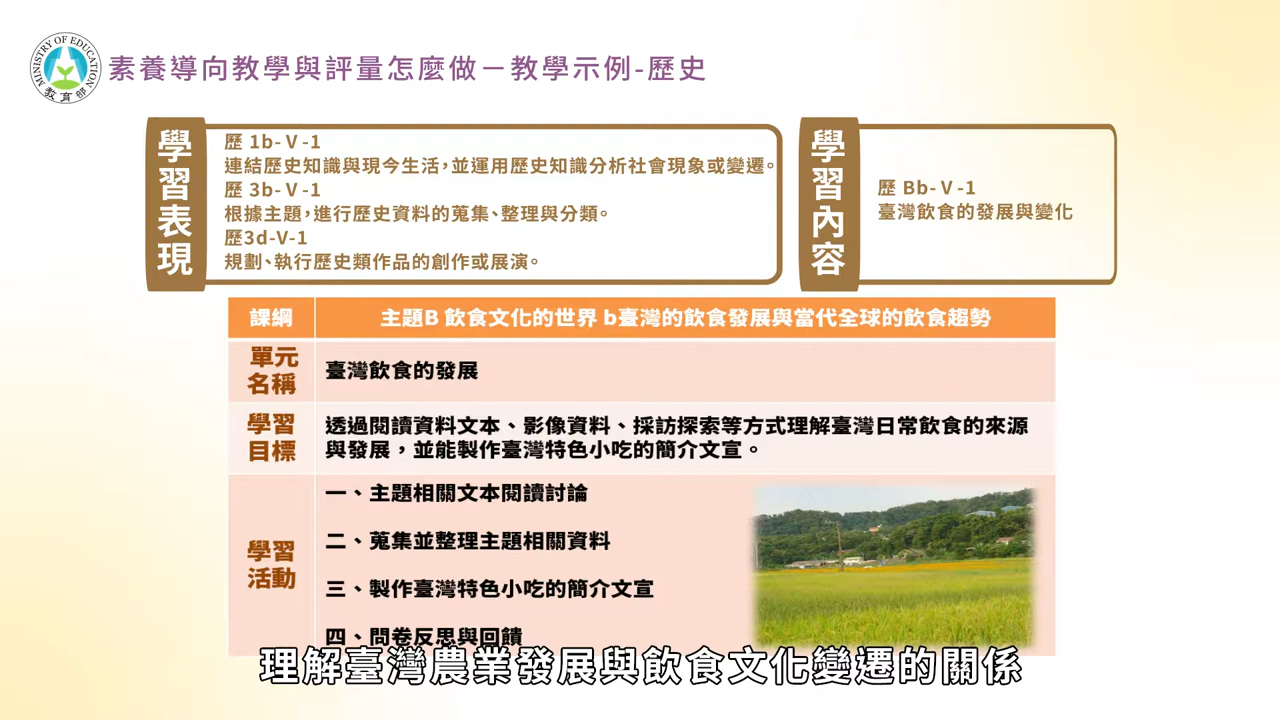 MINISTRY OF EDUCATION
教育部
素養導向教學與評量怎麼做－教學示例-歷史
學習表現
歷 1b-Ⅴ-1
連結歷史知識與現今生活，並運用歷史知識分析社會現象或變遷。
歷 3b-Ⅴ-1
根據主題，進行歷史資料的蒐集、整理與分類。
歷3d-V-1
規劃、執行歷史類作品的創作或展演。
學習內容
歷 Bb-Ⅴ-1
臺灣飲食的發展與變化
課綱
主題B 飲食文化的世界 b臺灣的飲食發展與當代全球的飲食趨勢
單元
名稱
臺灣飲食的發展
學習
目標
透過閱讀資料文本、影像資料、採訪探索等方式理解臺灣日常飲食的來源
與發展，並能製作臺灣特色小吃的簡介文宣。
學習
活動
一、主題相關文本閱讀討論
二、蒐集並整理主題相關資料
三、製作臺灣特色小吃的簡介文宣
四、問卷反思與回饋
理解臺灣農業發展與飲食文化變遷的關係